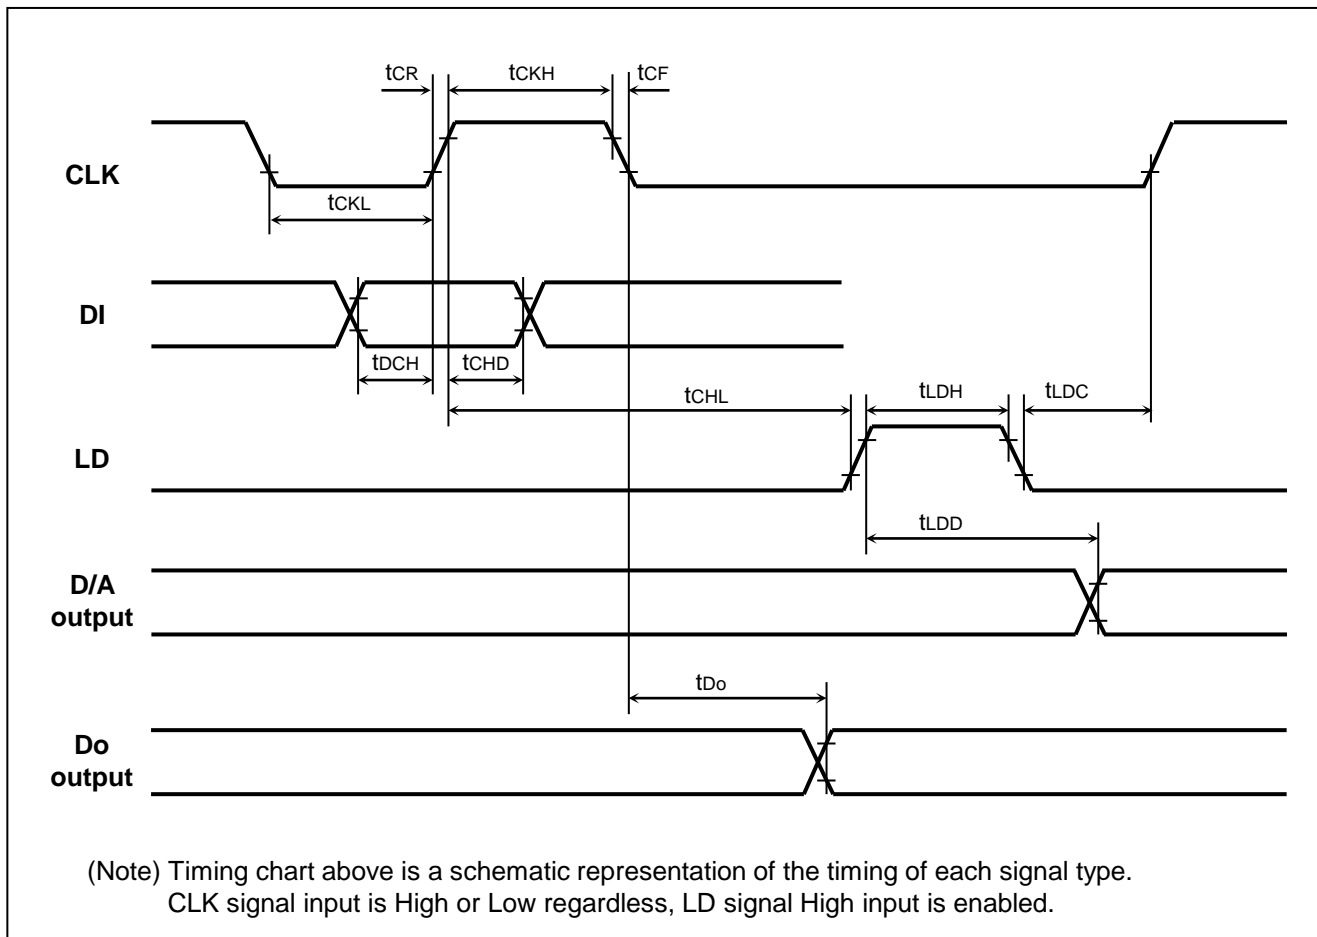 tCR tCKH tCF
CLK
tCKL
DI
tDCH tCHD
tCHL tLDH tLDC
LD
tLDD
D/A
output
tDo
Do
output
(Note) Timing chart above is a schematic representation of the timing of each signal type.
CLK signal input is High or Low regardless, LD signal High input is enabled.